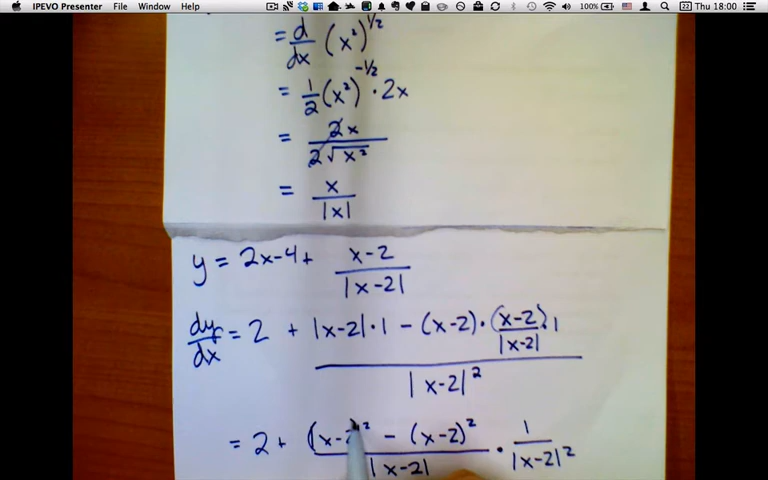 IPEVO Presenter File Window Help 100% Thu 18:00
= d/dx (x²)^1/2
= 1/2 (x²)^-1/2 · 2x
= 2x / 2√x²
= x / |x|
y = 2x-4 + x-2 / |x-2|
dy/dx = 2 + |x-2|·1 - (x-2)·(x-2 / |x-2|)·1 / |x-2|²
= 2 + (x-2)² - (x-2)² / |x-2| · 1 / |x-2|²